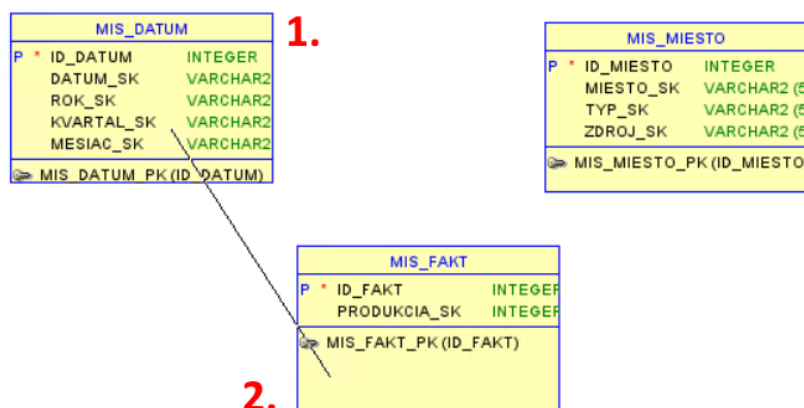 MIS_DATUM
P * ID_DATUM INTEGER
DATUM_SK VARCHAR2
ROK_SK VARCHAR2
KVARTAL_SK VARCHAR2
MESIAC_SK VARCHAR2
MIS_DATUM_PK (ID_DATUM)
1.
MIS_MIESTO
P * ID_MIESTO INTEGER
MIESTO_SK VARCHAR2 (5
TYP_SK VARCHAR2 (5
ZDROJ_SK VARCHAR2 (5
MIS_MIESTO_PK (ID_MIESTO
MIS_FAKT
P * ID_FAKT INTEGER
PRODUKCIA_SK INTEGER
MIS_FAKT_PK (ID_FAKT)
2.